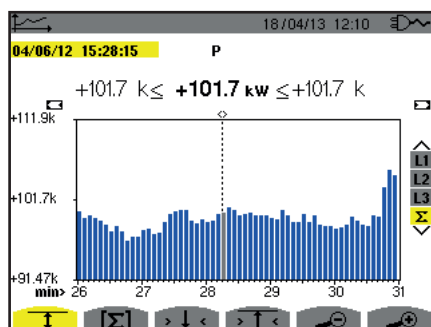 18/04/13 12:10
04/06/12 15:28:15 P
+101.7 k≤ +101.7 kW ≤+101.7 k
+111.9k
L1
L2
+101.7k
L3
Σ
+91.47k
min> 26 27 28 29 30 31
[Σ]